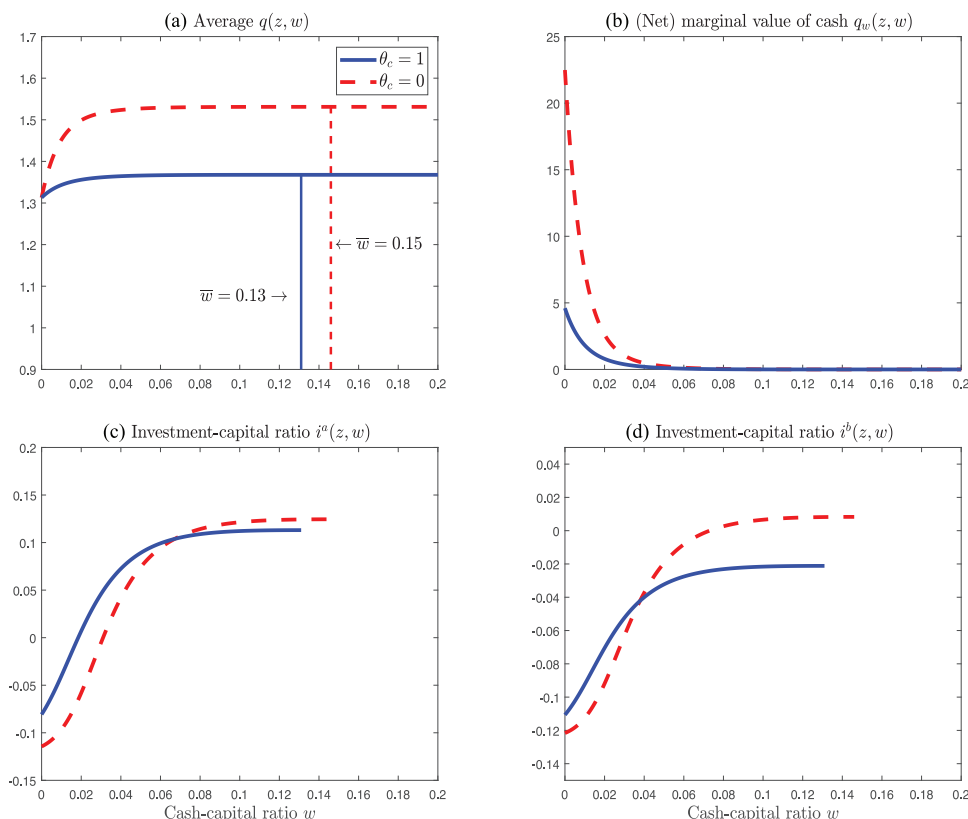 (a) Average q(z, w)
1.7
1.6
1.5
1.4
1.3
1.2
1.1
1
0.9
θc = 1
θc = 0
← w̅ = 0.15
w̅ = 0.13 →
0 0.02 0.04 0.06 0.08 0.1 0.12 0.14 0.16 0.18 0.2
(b) (Net) marginal value of cash qw(z, w)
25
20
15
10
5
0
0 0.02 0.04 0.06 0.08 0.1 0.12 0.14 0.16 0.18 0.2
(c) Investment-capital ratio iᵃ(z, w)
0.2
0.15
0.1
0.05
0
-0.05
-0.1
-0.15
0 0.02 0.04 0.06 0.08 0.1 0.12 0.14 0.16 0.18 0.2
Cash-capital ratio w
(d) Investment-capital ratio iᵇ(z, w)
0.04
0.02
0
-0.02
-0.04
-0.06
-0.08
-0.1
-0.12
-0.14
0 0.02 0.04 0.06 0.08 0.1 0.12 0.14 0.16 0.18 0.2
Cash-capital ratio w